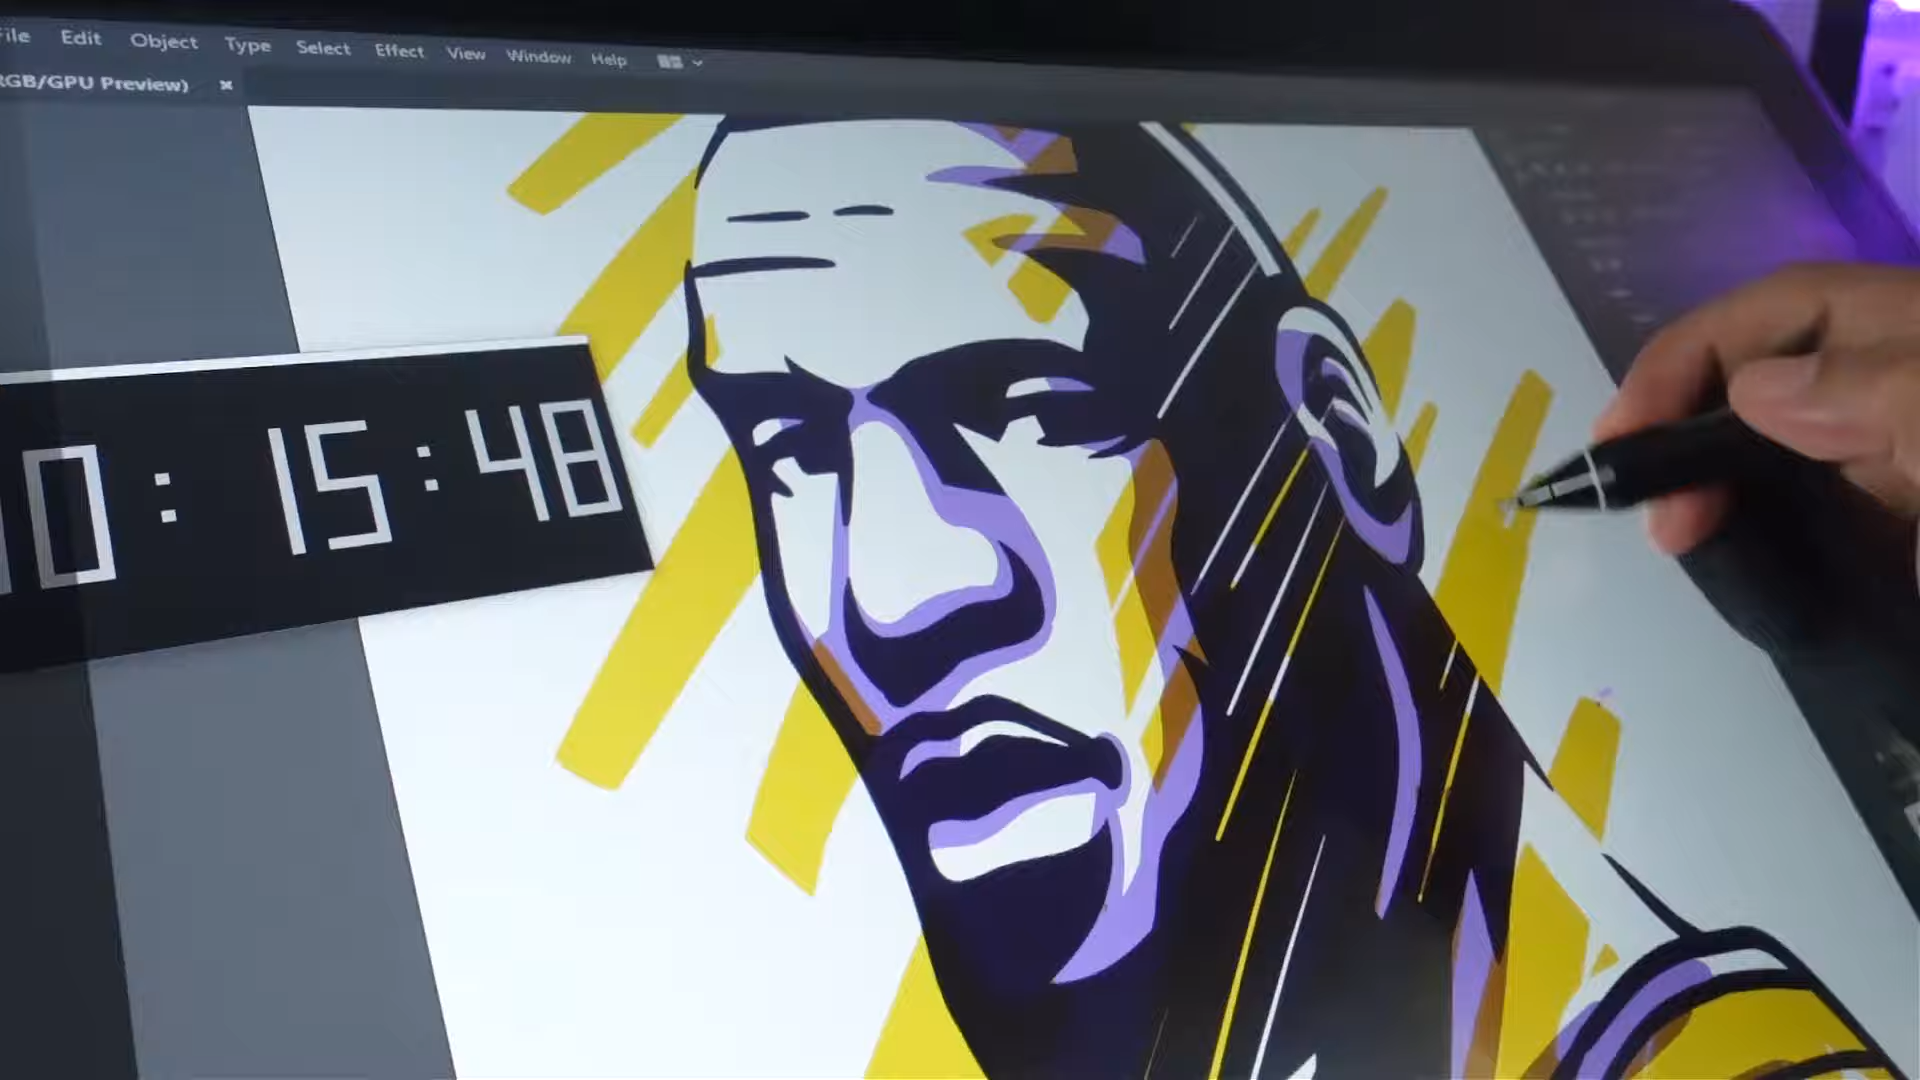 File Edit Object Type Select Effect View Window Help
RGB/GPU Preview) ×
0:15:48